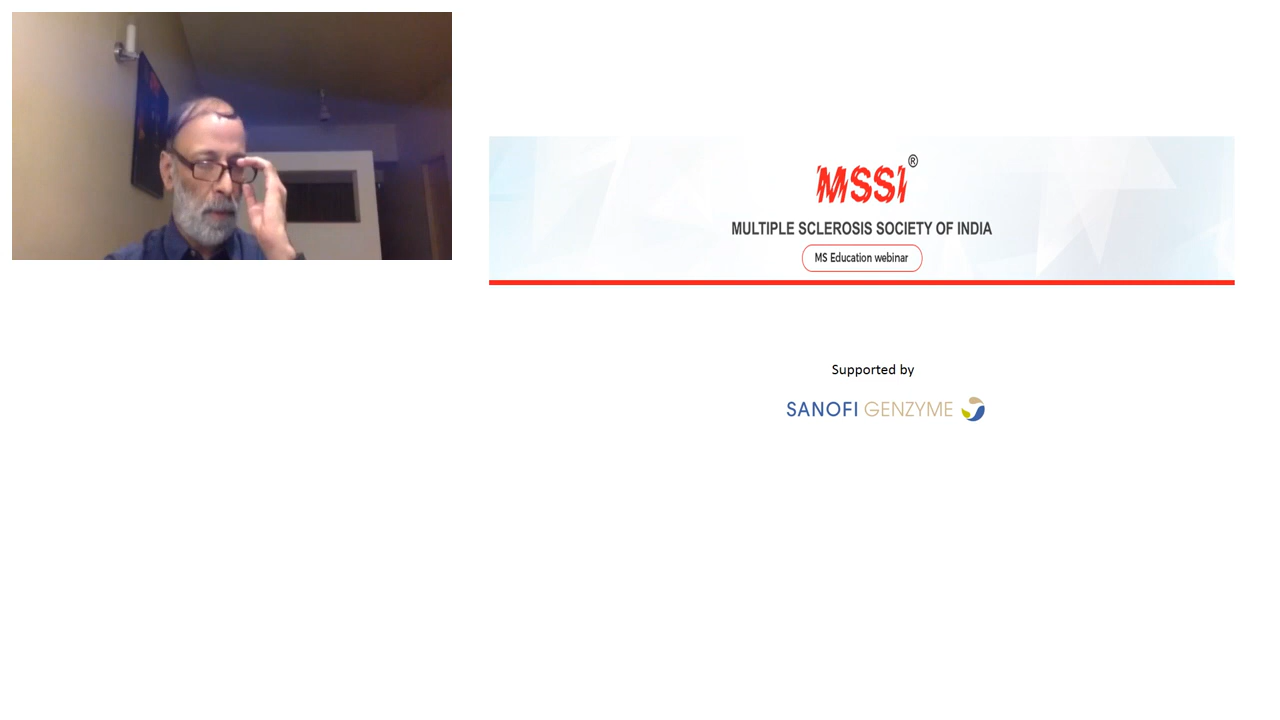 MSSI®
MULTIPLE SCLEROSIS SOCIETY OF INDIA
MS Education webinar
Supported by
SANOFI GENZYME